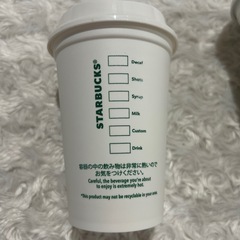 STARBUCKS®
Decaf
Shots
Syrup
Milk
Custom
Drink
容器の中の飲み物は非常に熱いので
お気をつけください。
Careful, the beverage you're about
to enjoy is extremely hot.
*This product may not be recyclable in your area.